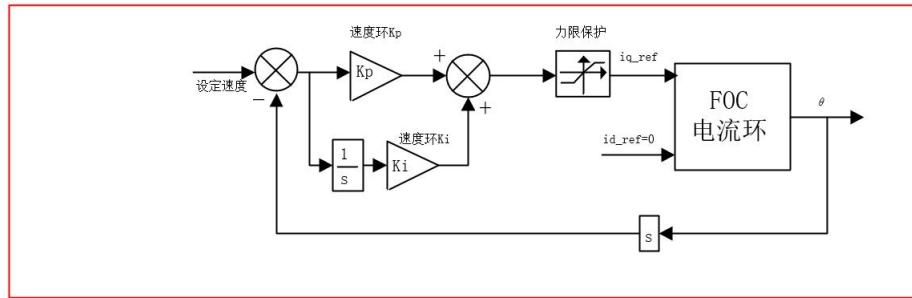 速度环Kp
力限保护
设定速度
Kp
iq_ref
+
+
−
FOC
电流环
θ
速度环Ki
1
s
Ki
id_ref=0
s